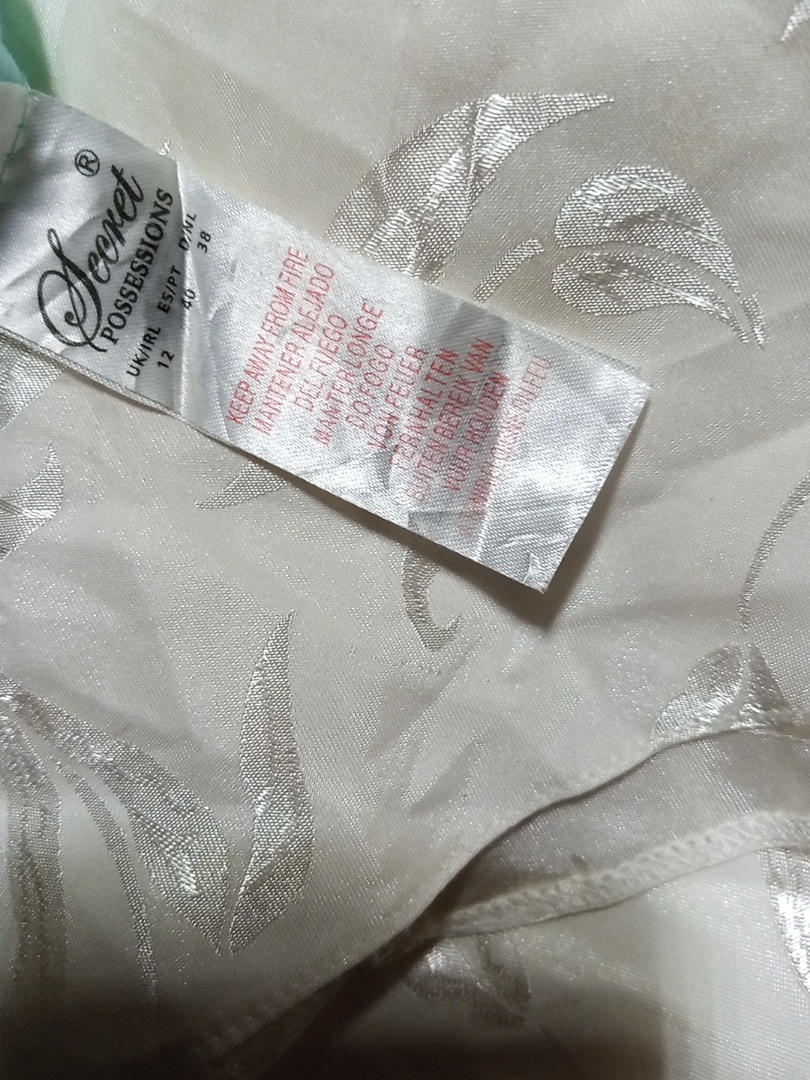 Secret®
POSSESSIONS
UK/IRL ES/PT D/NL
12 40 38
KEEP AWAY FROM FIRE
MANTENER ALEJADO
DEL FUEGO
MANTER LONGE
DO FOGO
VON FEUER
FERNHALTEN
BUITEN BEREIK VAN
VUUR HOUDEN